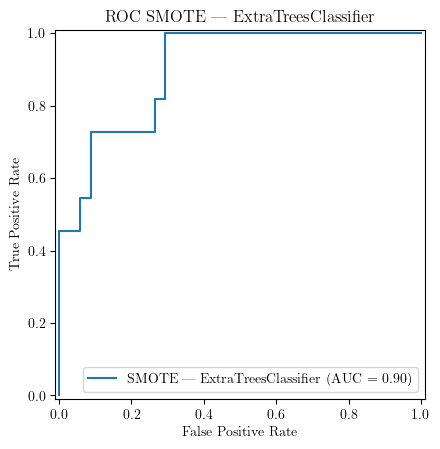 ROC SMOTE — ExtraTreesClassifier
1.0
0.8
0.6
0.4
0.2
0.0
True Positive Rate
SMOTE — ExtraTreesClassifier (AUC = 0.90)
0.0 0.2 0.4 0.6 0.8 1.0
False Positive Rate